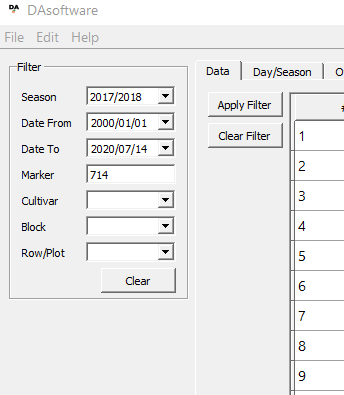 DA DAsoftware
File Edit Help
Filter
Season 2017/2018
Date From 2000/01/01
Date To 2020/07/14
Marker 714
Cultivar
Block
Row/Plot
Clear
Data Day/Season
Apply Filter
Clear Filter
1
2
3
4
5
6
7
8
9